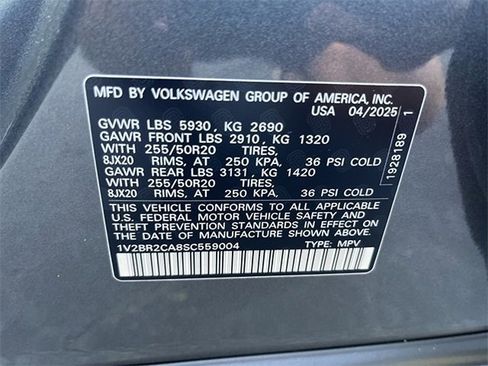 MFD BY VOLKSWAGEN GROUP OF AMERICA, INC.
USA 04/2025
GVWR LBS 5930, KG 2690
GAWR FRONT LBS 2910, KG 1320
WITH 255/50R20 TIRES,
8JX20 RIMS, AT 250 KPA, 36 PSI COLD
GAWR REAR LBS 3131, KG 1420
WITH 255/50R20 TIRES,
8JX20 RIMS, AT 250 KPA, 36 PSI COLD
THIS VEHICLE CONFORMS TO ALL APPLICABLE
U.S. FEDERAL MOTOR VEHICLE SAFETY AND
THEFT PREVENTION STANDARDS IN EFFECT ON
THE DATE OF MANUFACTURE SHOWN ABOVE.
1V2BR2CA8SC559004 TYPE: MPV
1928189 1